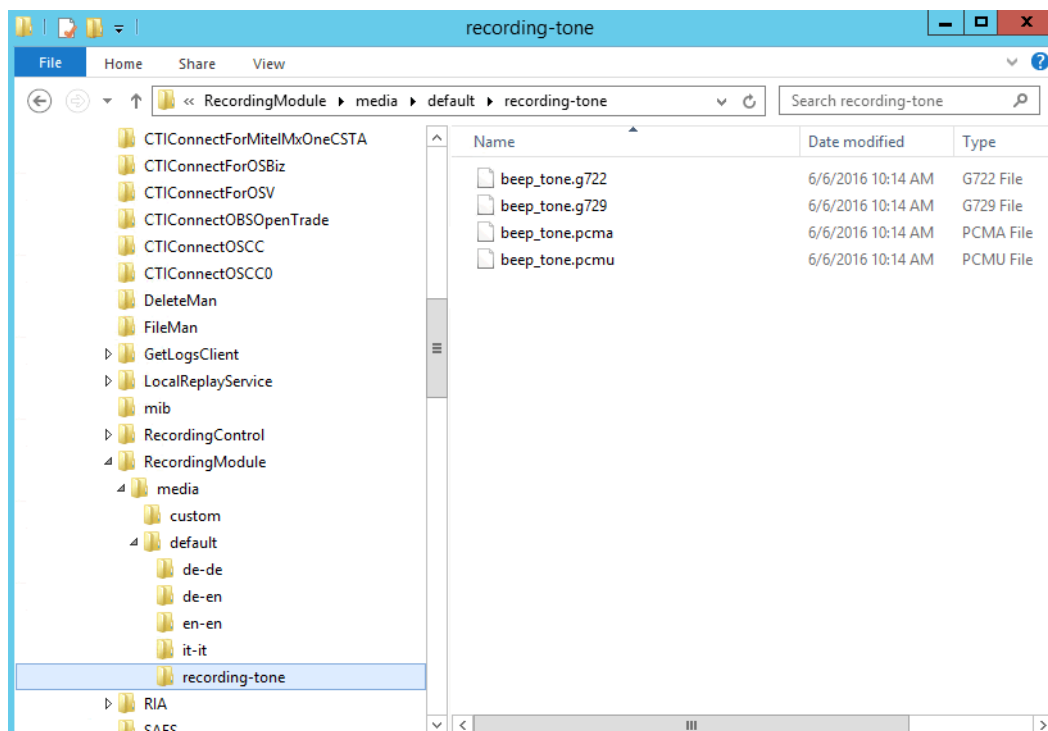 recording-tone
File Home Share View
« RecordingModule media default recording-tone Search recording-tone
CTIConnectForMitelMxOneCSTA
CTIConnectForOSBiz
CTIConnectForOSV
CTIConnectOBSOpenTrade
CTIConnectOSCC
CTIConnectOSCC0
DeleteMan
FileMan
GetLogsClient
LocalReplayService
mib
RecordingControl
RecordingModule
media
custom
default
de-de
de-en
en-en
it-it
recording-tone
RIA
Name Date modified Type
beep_tone.g722 6/6/2016 10:14 AM G722 File
beep_tone.g729 6/6/2016 10:14 AM G729 File
beep_tone.pcma 6/6/2016 10:14 AM PCMA File
beep_tone.pcmu 6/6/2016 10:14 AM PCMU File